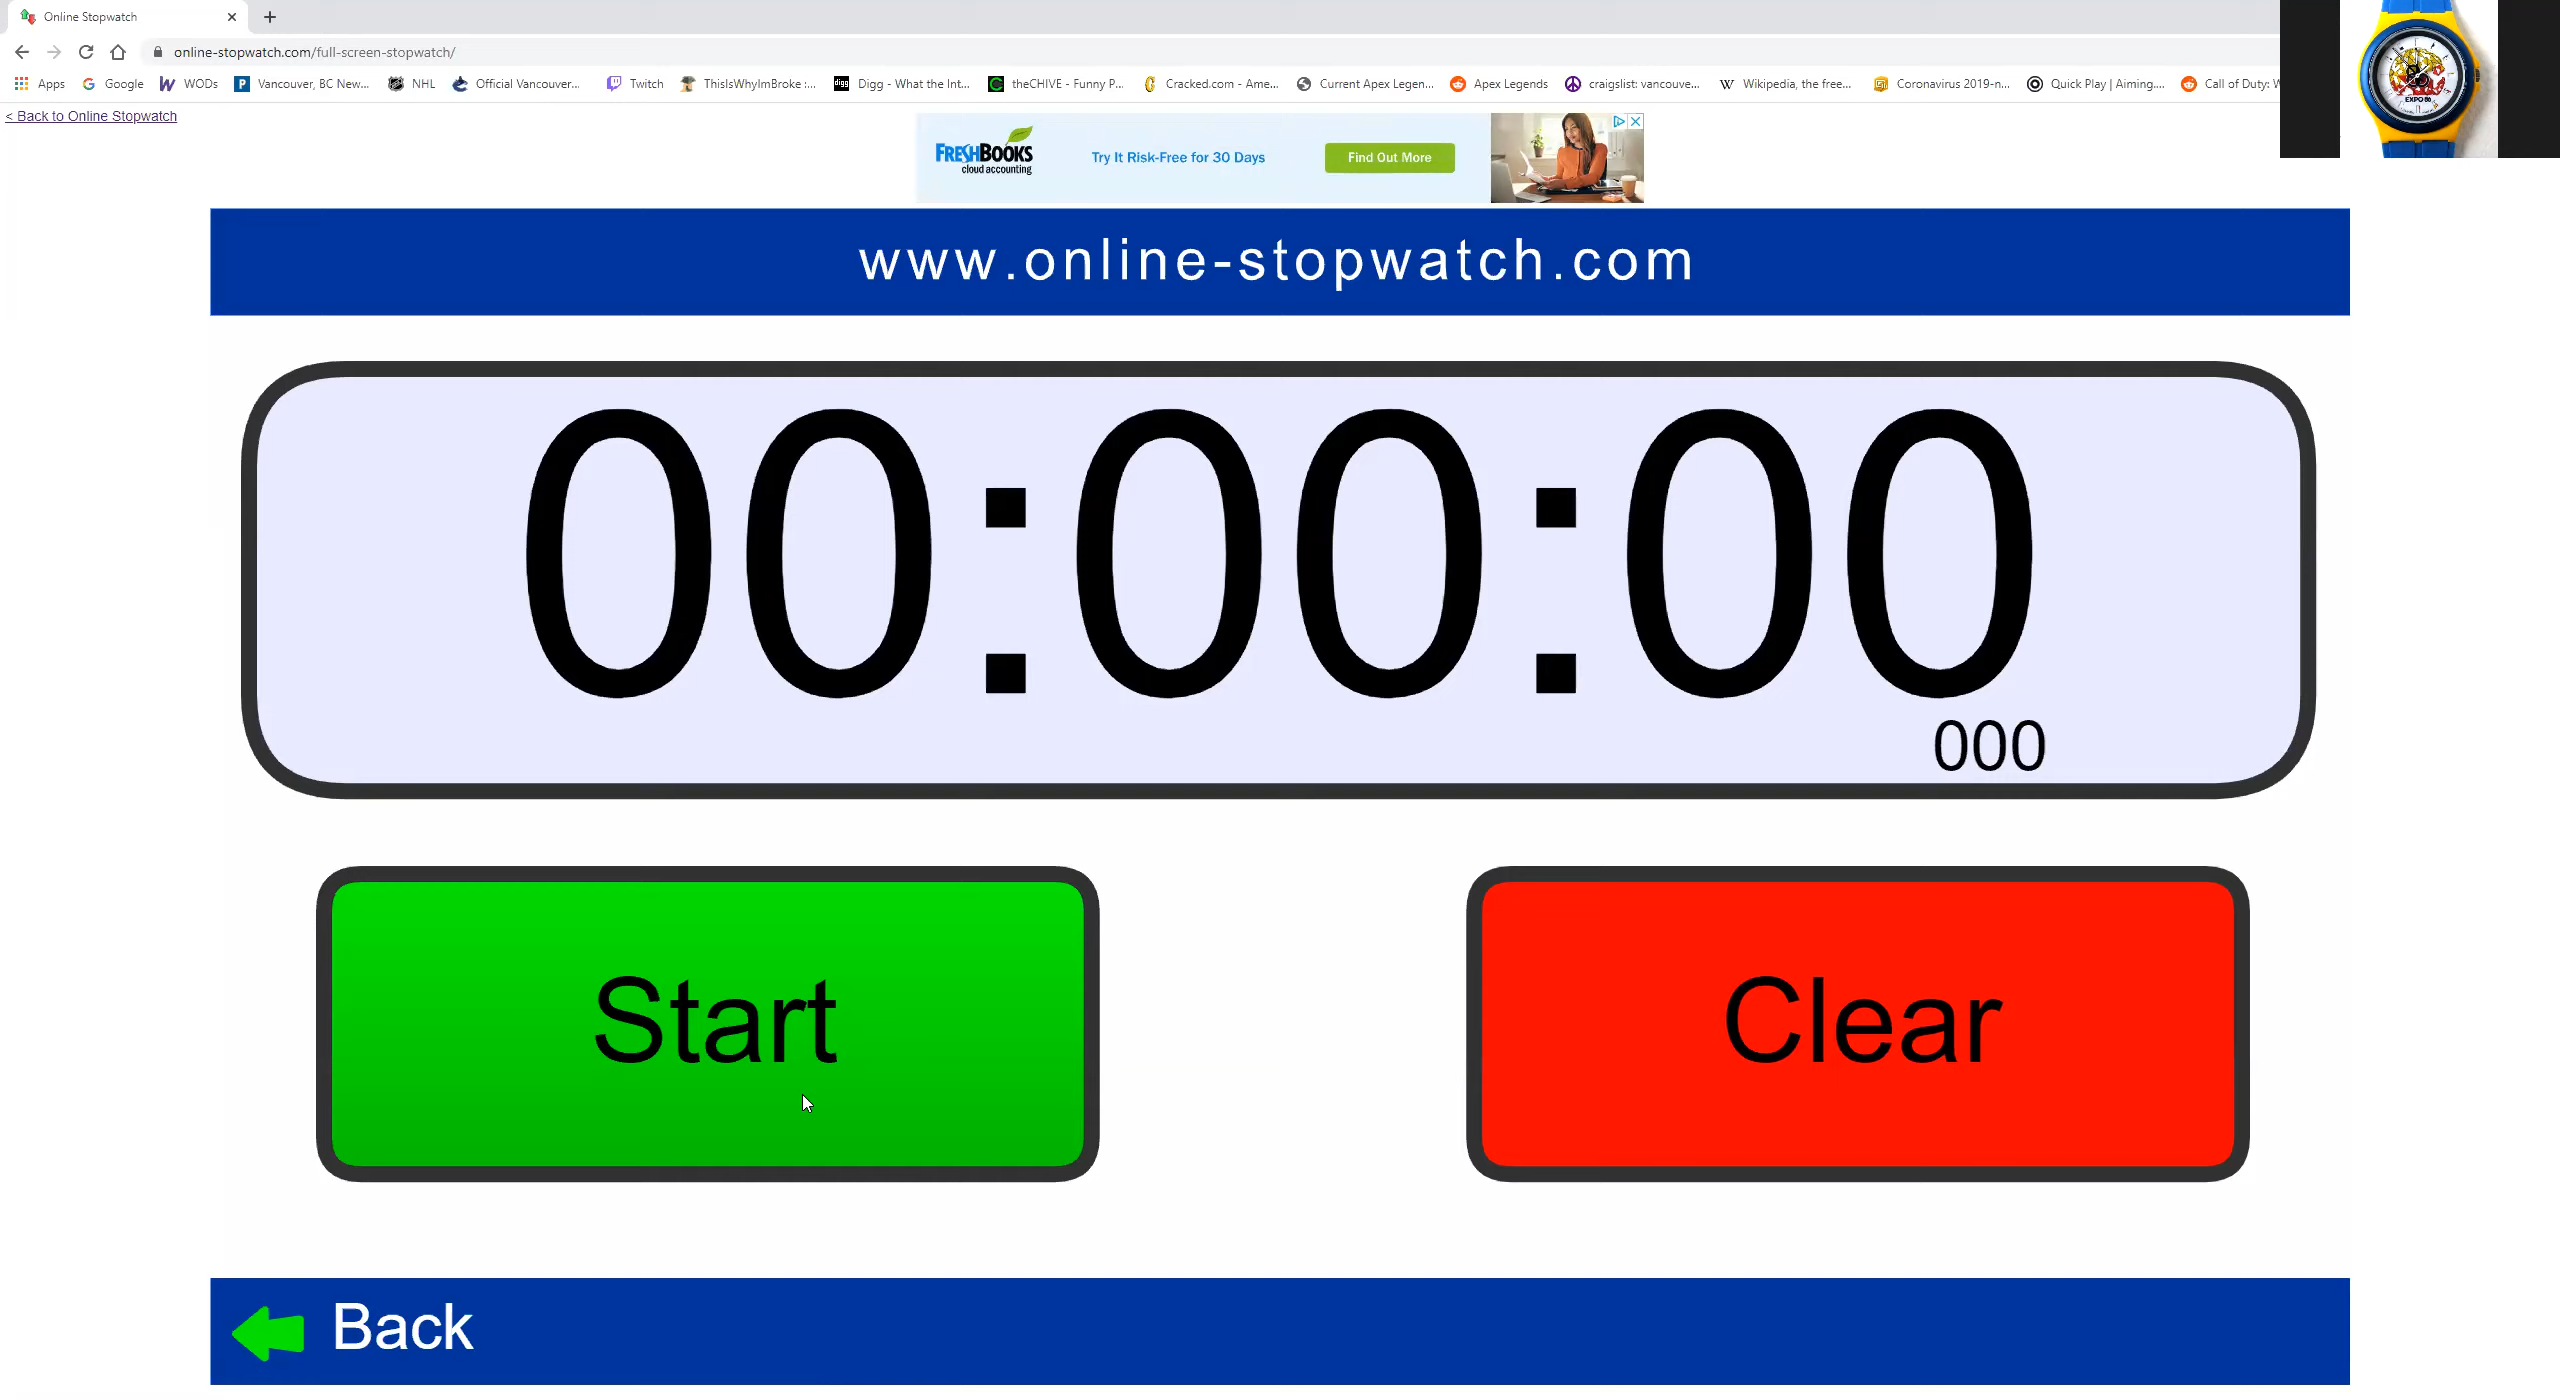 Online Stopwatch
online-stopwatch.com/full-screen-stopwatch/
Apps Google WODs Vancouver, BC New... NHL Official Vancouver... Twitch ThisIsWhyImBroke :... Digg - What the Int... theCHIVE - Funny P... Cracked.com - Ame... Current Apex Legen... Apex Legends craigslist: vancouve... Wikipedia, the free... Coronavirus 2019-n... Quick Play | Aiming.... Call of Duty: W
EXPO 86
< Back to Online Stopwatch
FRESHBOOKS
cloud accounting
Try It Risk-Free for 30 Days
Find Out More
www.online-stopwatch.com
00:00:00
000
Start
Clear
Back